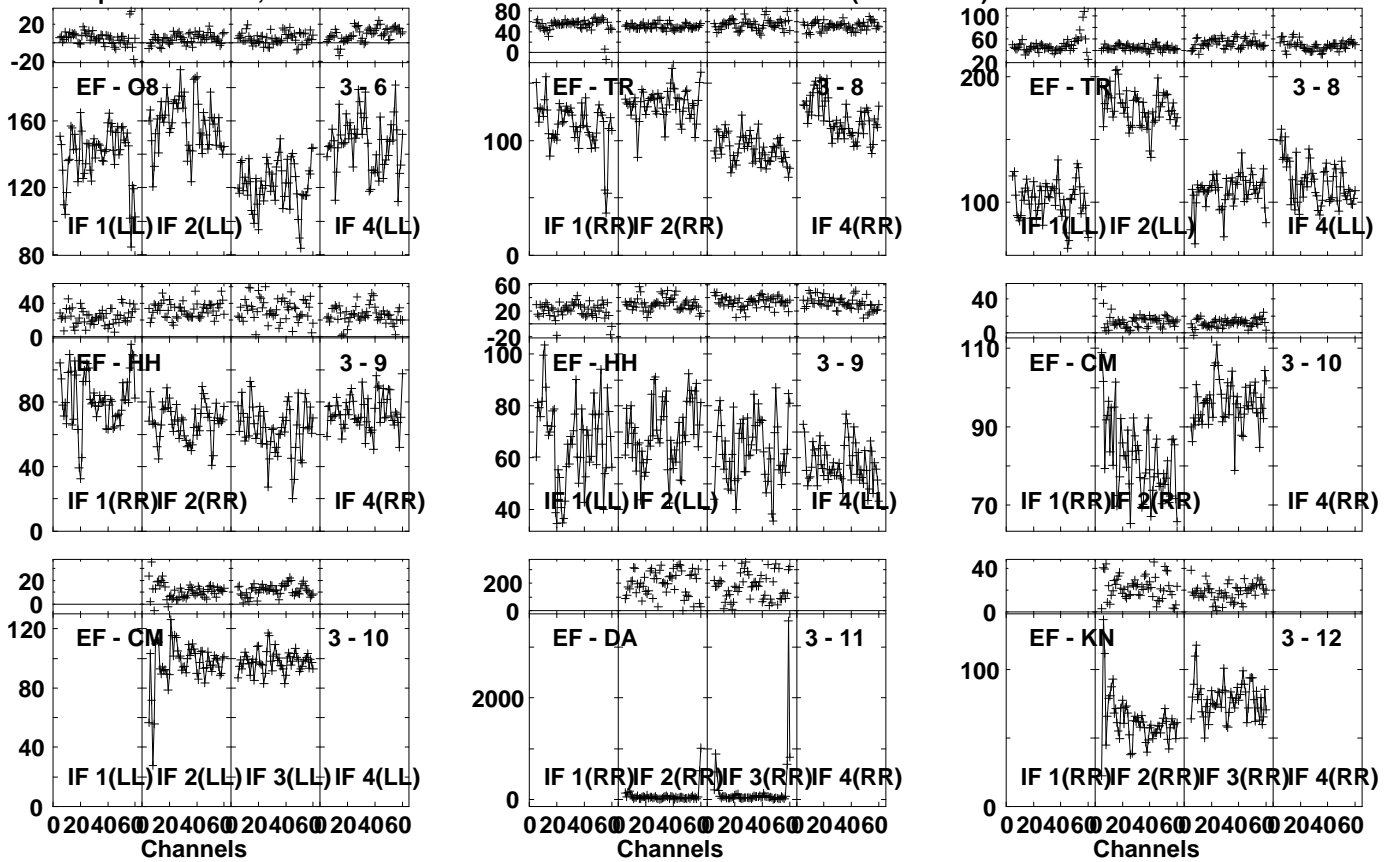 20
-20
EF - O8 3 - 6
160
120
80
IF 1(LL) IF 2(LL) IF 4(LL)
80
40
0
EF - TR 3 - 8
100
0
IF 1(RR) IF 2(RR) IF 4(RR)
100
60
20
200
EF - TR 3 - 8
100
IF 1(LL) IF 2(LL) IF 4(LL)
40
0
EF - HH 3 - 9
80
40
0
IF 1(RR) IF 2(RR) IF 4(RR)
60
20
-20
100
EF - HH 3 - 9
80
60
40
IF 1(LL) IF 2(LL) IF 4(LL)
40
0
110
EF - CM 3 - 10
90
70
IF 1(RR) IF 2(RR) IF 4(RR)
20
0
120
EF - CM 3 - 10
80
40
0
IF 1(LL) IF 2(LL) IF 3(LL) IF 4(LL)
0 20 40 60 0 20 40 60 0 20 40 60 0 20 40 60
Channels
200
0
EF - DA 3 - 11
2000
0
IF 1(RR) IF 2(RR) IF 3(RR) IF 4(RR)
0 20 40 60 0 20 40 60 0 20 40 60 0 20 40 60
Channels
40
0
EF - KN 3 - 12
100
0
IF 1(RR) IF 2(RR) IF 3(RR) IF 4(RR)
0 20 40 60 0 20 40 60 0 20 40 60 0 20 40 60
Channels